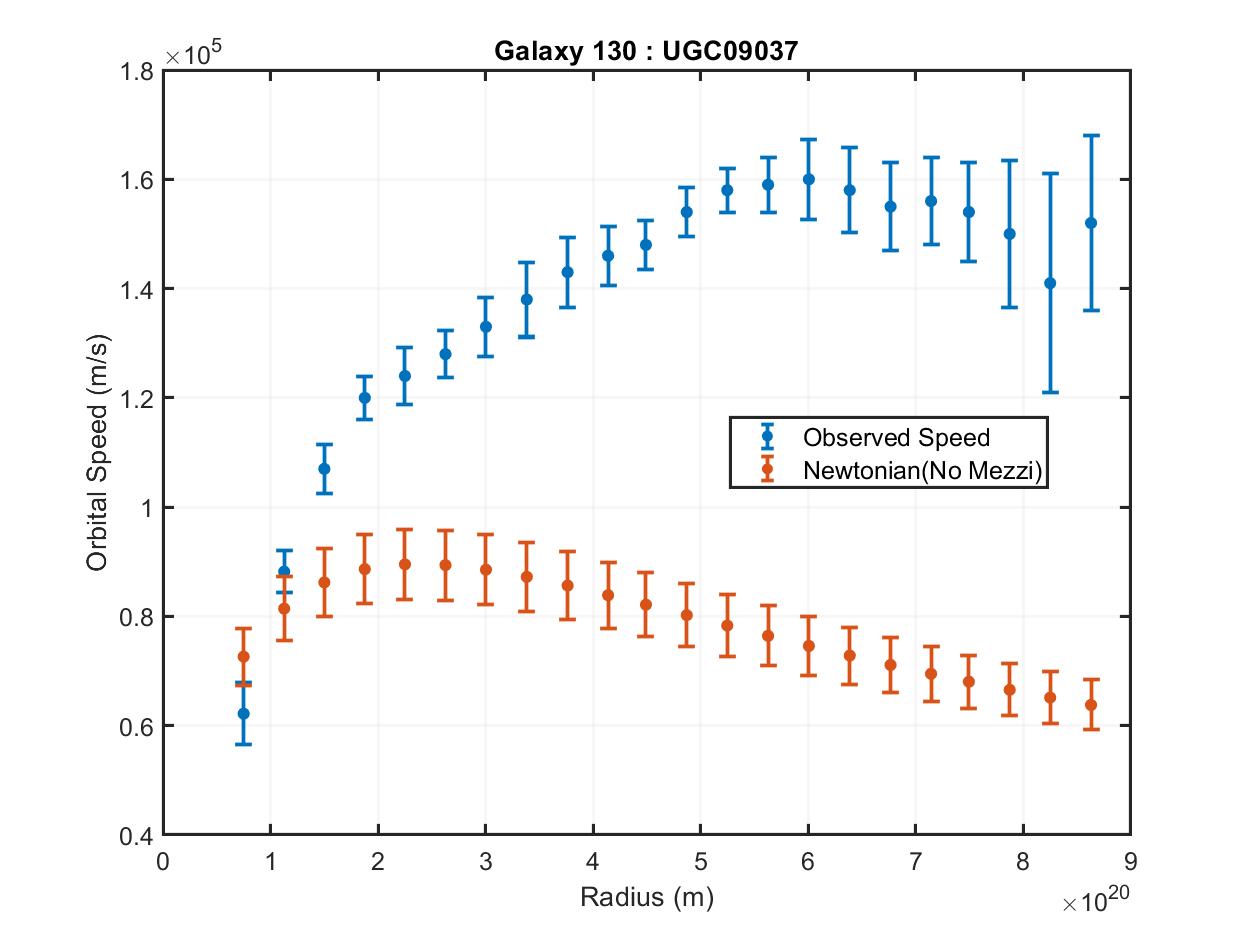 Galaxy 130 : UGC09037
×10^5
1.8
1.6
1.4
1.2
1
0.8
0.6
0.4
Orbital Speed (m/s)
Observed Speed
Newtonian(No Mezzi)
0 1 2 3 4 5 6 7 8 9
Radius (m)
×10^20